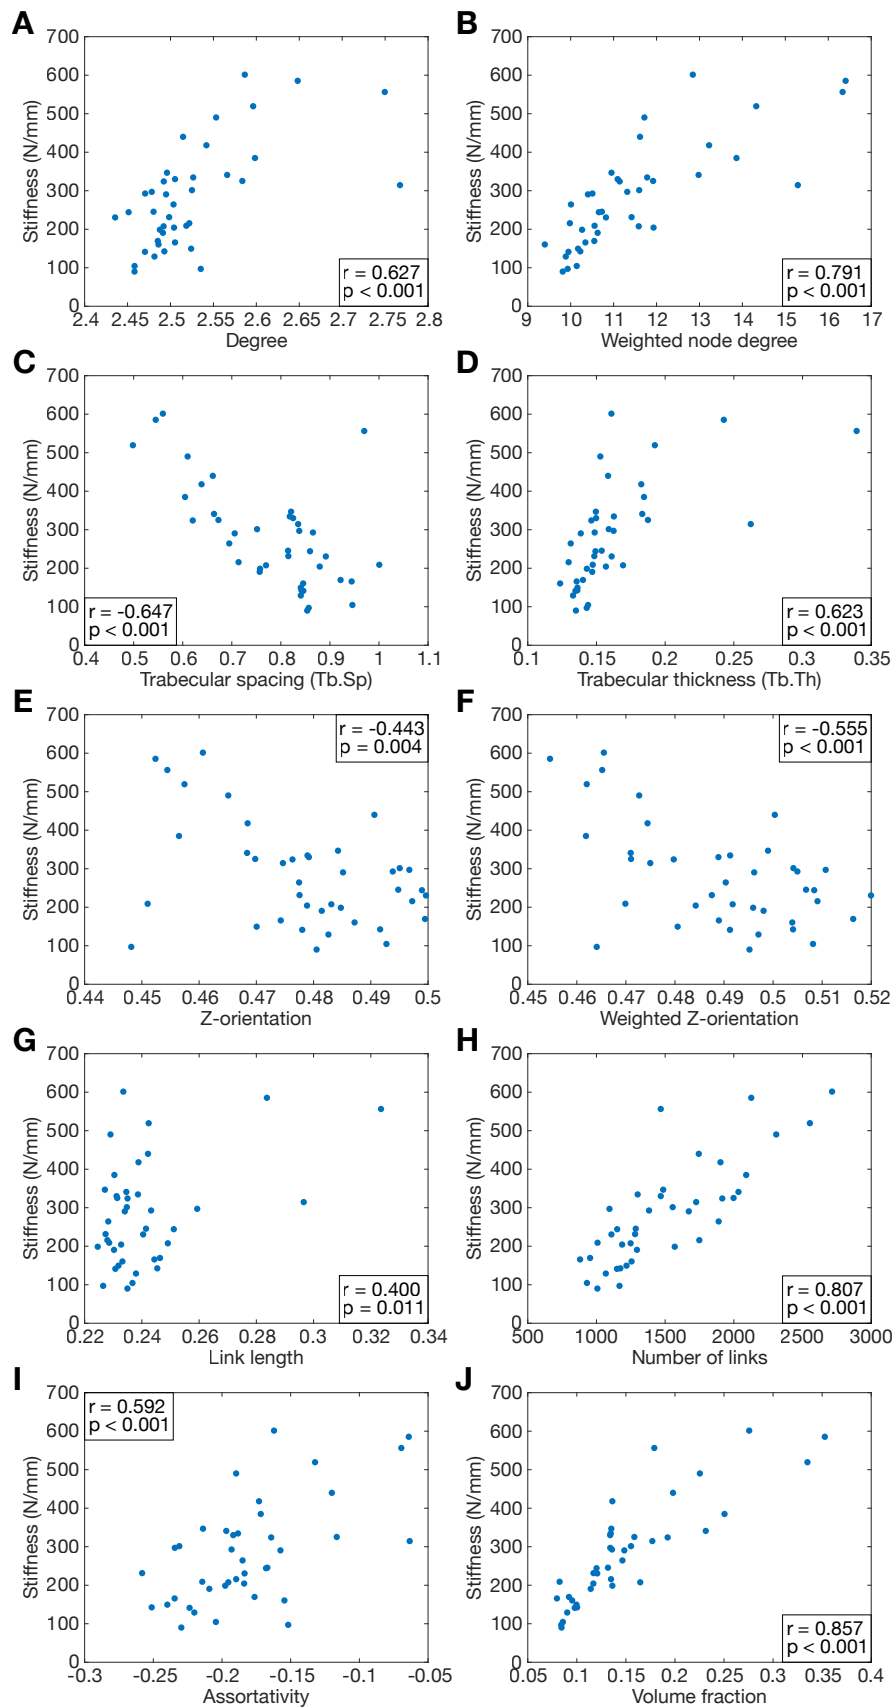 A
700
600
500
400
300
200
100
0
Stiffness (N/mm)
r = 0.627
p < 0.001
2.4 2.45 2.5 2.55 2.6 2.65 2.7 2.75 2.8
Degree
B
700
600
500
400
300
200
100
0
Stiffness (N/mm)
r = 0.791
p < 0.001
9 10 11 12 13 14 15 16 17
Weighted node degree
C
700
600
500
400
300
200
100
0
Stiffness (N/mm)
r = -0.647
p < 0.001
0.4 0.5 0.6 0.7 0.8 0.9 1 1.1
Trabecular spacing (Tb.Sp)
D
700
600
500
400
300
200
100
0
Stiffness (N/mm)
r = 0.623
p < 0.001
0.1 0.15 0.2 0.25 0.3 0.35
Trabecular thickness (Tb.Th)
E
700
600
500
400
300
200
100
0
Stiffness (N/mm)
r = -0.443
p = 0.004
0.44 0.45 0.46 0.47 0.48 0.49 0.5
Z-orientation
F
700
600
500
400
300
200
100
0
Stiffness (N/mm)
r = -0.555
p < 0.001
0.45 0.46 0.47 0.48 0.49 0.5 0.51 0.52
Weighted Z-orientation
G
700
600
500
400
300
200
100
0
Stiffness (N/mm)
r = 0.400
p = 0.011
0.22 0.24 0.26 0.28 0.3 0.32 0.34
Link length
H
700
600
500
400
300
200
100
0
Stiffness (N/mm)
r = 0.807
p < 0.001
500 1000 1500 2000 2500 3000
Number of links
I
700
600
500
400
300
200
100
0
Stiffness (N/mm)
r = 0.592
p < 0.001
-0.3 -0.25 -0.2 -0.15 -0.1 -0.05
Assortativity
J
700
600
500
400
300
200
100
0
Stiffness (N/mm)
r = 0.857
p < 0.001
0.05 0.1 0.15 0.2 0.25 0.3 0.35 0.4
Volume fraction